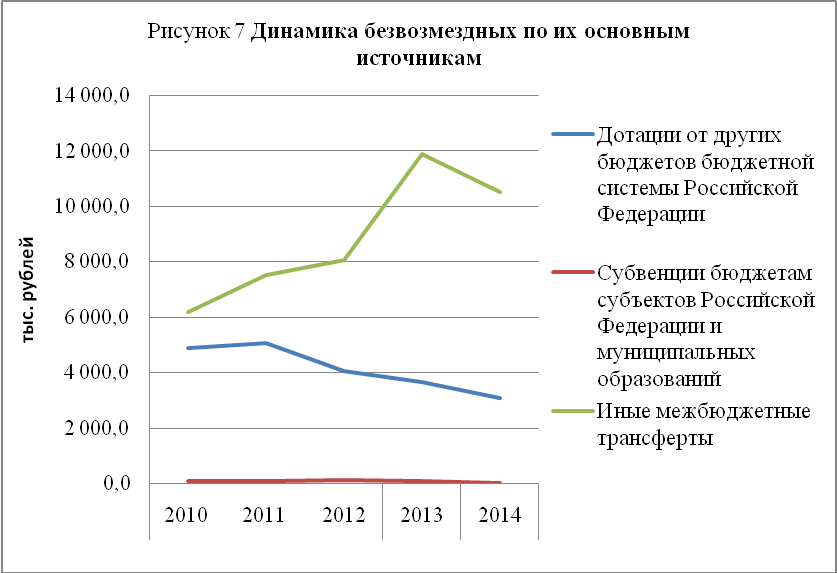 Рисунок 7 Динамика безвозмездных по их основным
источникам
14 000,0
12 000,0
10 000,0
8 000,0
6 000,0
4 000,0
2 000,0
0,0
тыс. рублей
2010 2011 2012 2013 2014
Дотации от других
бюджетов бюджетной
системы Российской
Федерации
Субвенции бюджетам
субъектов Российской
Федерации и
муниципальных
образований
Иные межбюджетные
трансферты